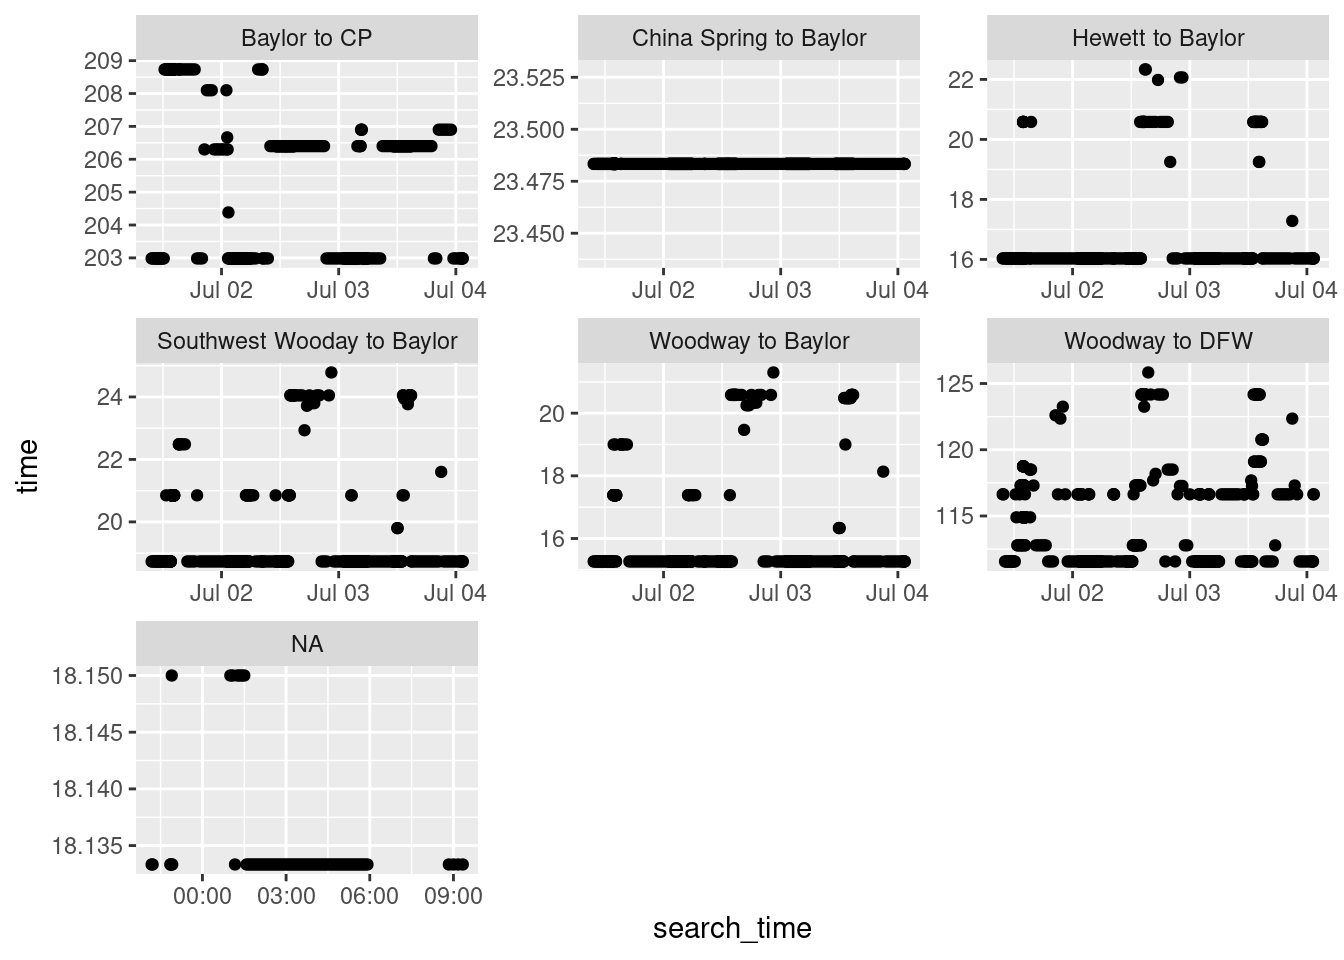 Baylor to CP
China Spring to Baylor
Hewett to Baylor
209
208
207
206
205
204
203
Jul 02 Jul 03 Jul 04
23.525
23.500
23.475
23.450
Jul 02 Jul 03 Jul 04
22
20
18
16
Jul 02 Jul 03 Jul 04
Southwest Wooday to Baylor
Woodway to Baylor
Woodway to DFW
24
22
20
Jul 02 Jul 03 Jul 04
20
18
16
Jul 02 Jul 03 Jul 04
125
120
115
Jul 02 Jul 03 Jul 04
time
NA
18.150
18.145
18.140
18.135
00:00 03:00 06:00 09:00
search_time